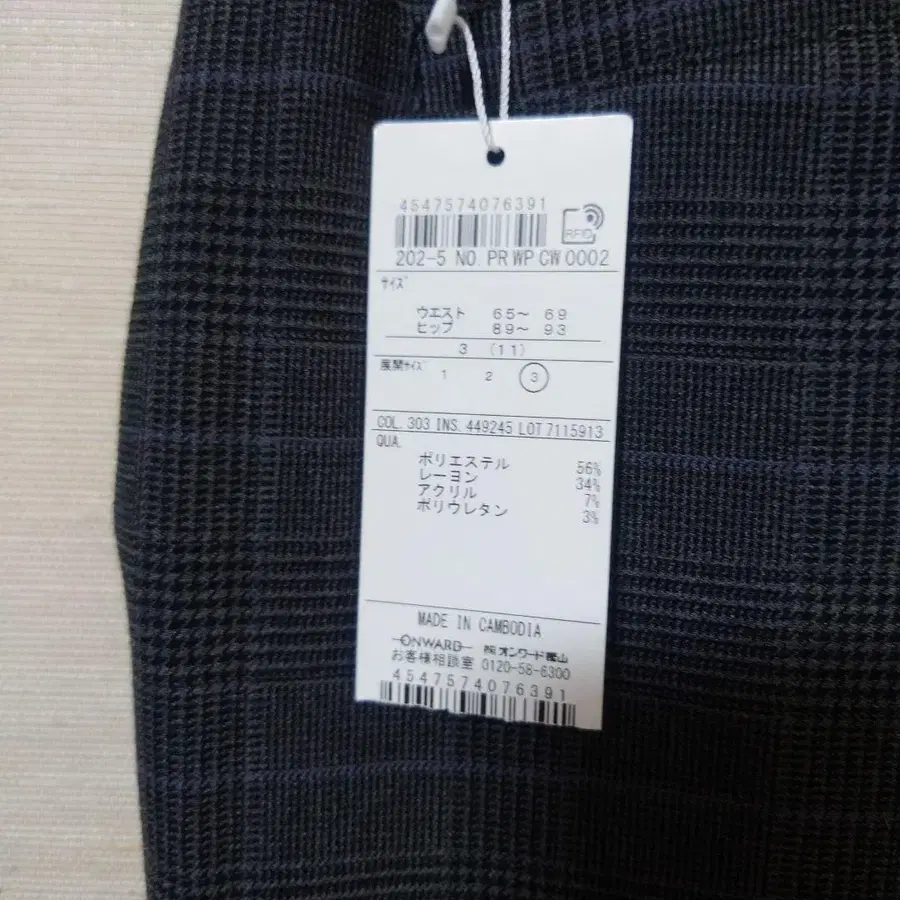 4547574076391
RFID
202-5 NO. PR WP CW 0002
サイズ
ウエスト 65～ 69
ヒップ 89～ 93
3 (11)
展開サイズ 1 2 3
COL. 303 INS. 449245 LOT 7115913
QUA.
ポリエステル 56%
レーヨン 34%
アクリル 7%
ポリウレタン 3%
MADE IN CAMBODIA
ONWARD ㈱オンワード樫山
お客様相談室 0120-58-6300
4547574076391